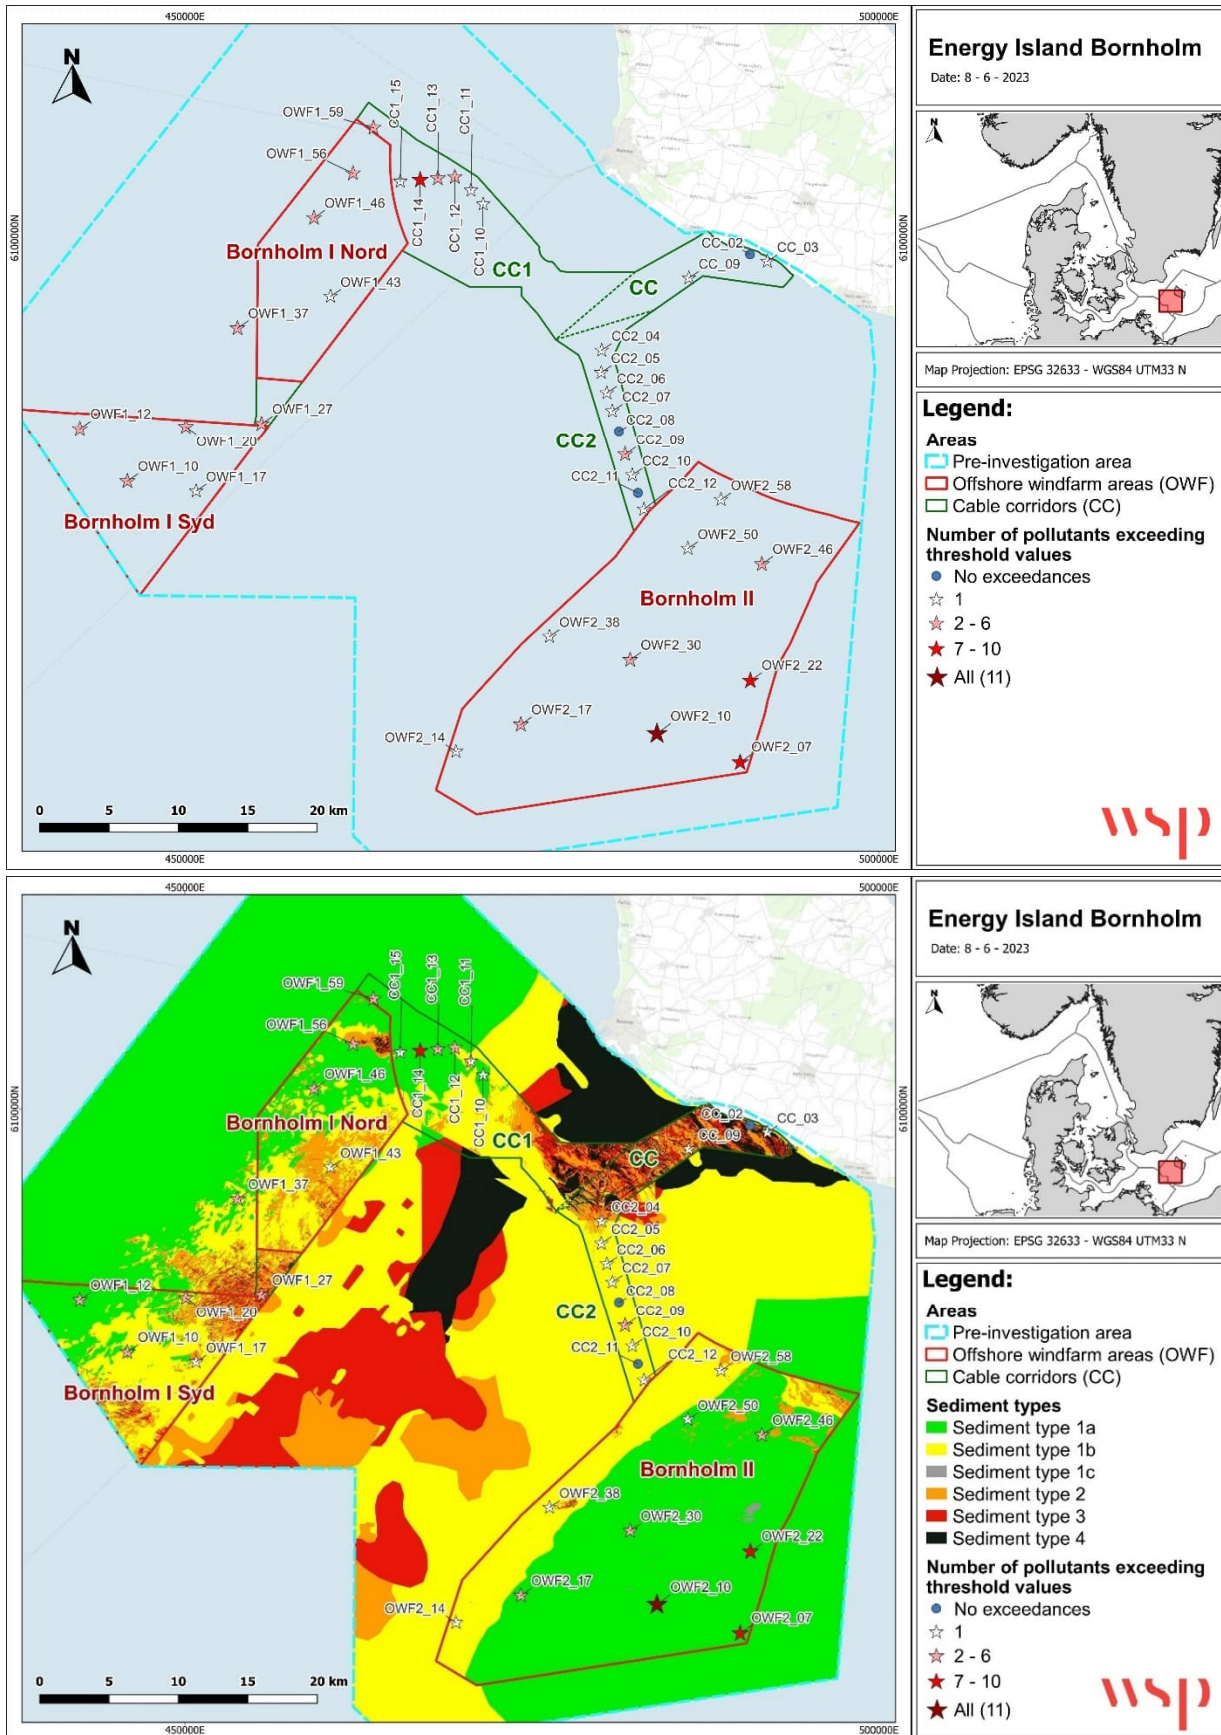 450000E
500000E
N
6100000N
6100000N
OWF1_59
CC1_15
CC1_13
CC1_11
OWF1_56
OWF1_46
CC1_14
CC1_12
CC1_10
Bornholm I Nord
CC1
CC_02
CC_03
CC_09
CC
OWF1_43
OWF1_37
CC2_04
CC2_05
CC2_06
CC2_07
CC2_08
CC2_09
CC2_10
CC2
CC2_11
CC2_12
OWF1_12
OWF1_27
OWF1_20
OWF1_10
OWF1_17
Bornholm I Syd
OWF2_58
OWF2_50
OWF2_46
Bornholm II
OWF2_38
OWF2_30
OWF2_22
OWF2_17
OWF2_10
OWF2_14
OWF2_07
0 5 10 15 20 km
450000E
500000E
Energy Island Bornholm
Date: 8 - 6 - 2023
N
Map Projection: EPSG 32633 - WGS84 UTM33 N
Legend:
Areas
Pre-investigation area
Offshore windfarm areas (OWF)
Cable corridors (CC)
Number of pollutants exceeding
threshold values
No exceedances
1
2 - 6
7 - 10
All (11)
wsp
450000E
500000E
N
6100000N
6100000N
OWF1_59
CC1_15
CC1_13
CC1_11
OWF1_56
OWF1_46
CC1_14
CC1_12
CC1_10
Bornholm I Nord
CC1
CC_02
CC_03
CC_09
CC
OWF1_43
OWF1_37
CC2_04
CC2_05
CC2_06
CC2_07
CC2_08
CC2_09
CC2_10
CC2
CC2_11
CC2_12
OWF1_12
OWF1_27
OWF1_20
OWF1_10
OWF1_17
Bornholm I Syd
OWF2_58
OWF2_50
OWF2_46
Bornholm II
OWF2_38
OWF2_30
OWF2_22
OWF2_17
OWF2_10
OWF2_14
OWF2_07
0 5 10 15 20 km
450000E
500000E
Energy Island Bornholm
Date: 8 - 6 - 2023
N
Map Projection: EPSG 32633 - WGS84 UTM33 N
Legend:
Areas
Pre-investigation area
Offshore windfarm areas (OWF)
Cable corridors (CC)
Sediment types
Sediment type 1a
Sediment type 1b
Sediment type 1c
Sediment type 2
Sediment type 3
Sediment type 4
Number of pollutants exceeding
threshold values
No exceedances
1
2 - 6
7 - 10
All (11)
wsp